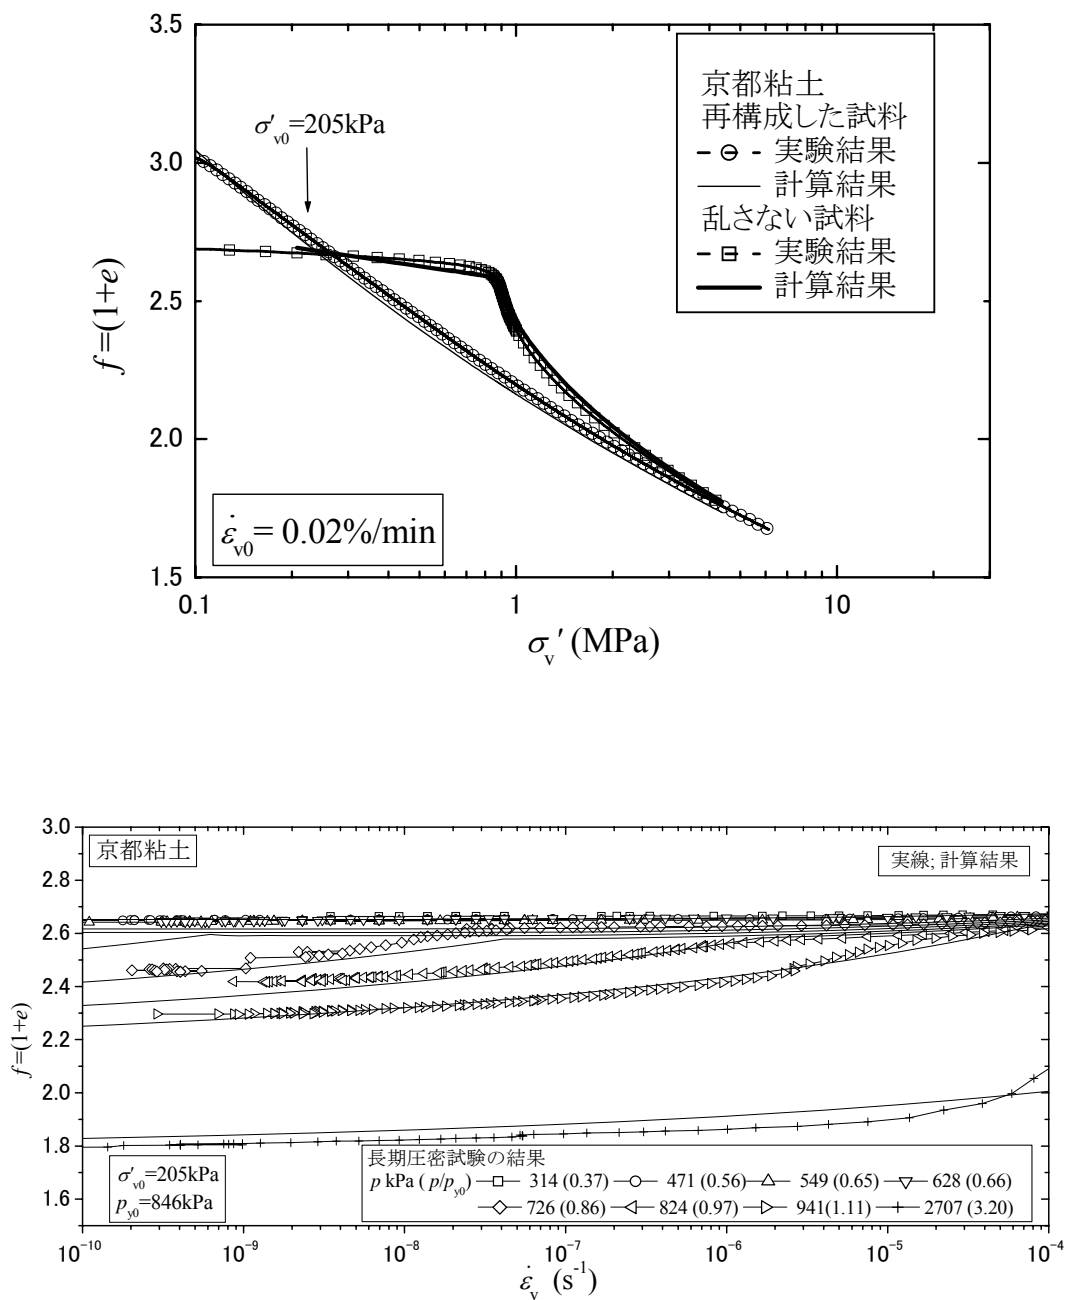 3.5
3.0
2.5
2.0
1.5
f=(1+e)
σ'v0=205kPa
京都粘土
再構成した試料
実験結果
計算結果
乱さない試料
実験結果
計算結果
ε̇v0= 0.02%/min
0.1
1
10
σv' (MPa)
3.0
2.8
2.6
2.4
2.2
2.0
1.8
1.6
f=(1+e)
京都粘土
実線; 計算結果
σ'v0=205kPa
py0=846kPa
長期圧密試験の結果
p kPa ( p/py0) 314 (0.37) 471 (0.56) 549 (0.65) 628 (0.66)
726 (0.86) 824 (0.97) 941(1.11) 2707 (3.20)
10-10 10-9 10-8 10-7 10-6 10-5 10-4
ε̇v (s-1)